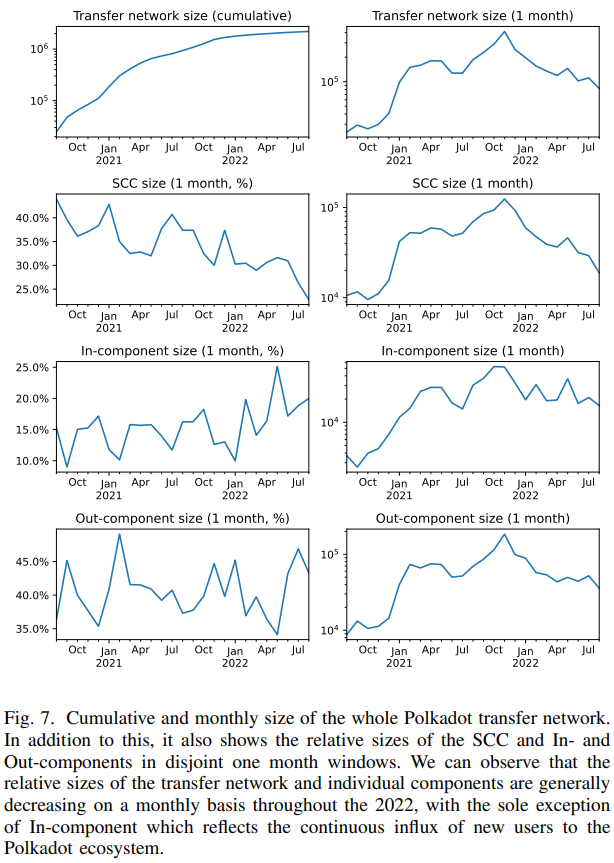 Transfer network size (cumulative)
Transfer network size (1 month)
10^6
10^5
Oct Jan Apr Jul Oct Jan Apr Jul
2021 2022
10^5
Oct Jan Apr Jul Oct Jan Apr Jul
2021 2022
SCC size (1 month, %)
SCC size (1 month)
40.0%
35.0%
30.0%
25.0%
Oct Jan Apr Jul Oct Jan Apr Jul
2021 2022
10^5
10^4
Oct Jan Apr Jul Oct Jan Apr Jul
2021 2022
In-component size (1 month, %)
In-component size (1 month)
25.0%
20.0%
15.0%
10.0%
Oct Jan Apr Jul Oct Jan Apr Jul
2021 2022
10^4
Oct Jan Apr Jul Oct Jan Apr Jul
2021 2022
Out-component size (1 month, %)
Out-component size (1 month)
45.0%
40.0%
35.0%
Oct Jan Apr Jul Oct Jan Apr Jul
2021 2022
10^5
10^4
Oct Jan Apr Jul Oct Jan Apr Jul
2021 2022
Fig. 7. Cumulative and monthly size of the whole Polkadot transfer network.
In addition to this, it also shows the relative sizes of the SCC and In- and
Out-components in disjoint one month windows. We can observe that the
relative sizes of the transfer network and individual components are generally
decreasing on a monthly basis throughout the 2022, with the sole exception
of In-component which reflects the continuous influx of new users to the
Polkadot ecosystem.